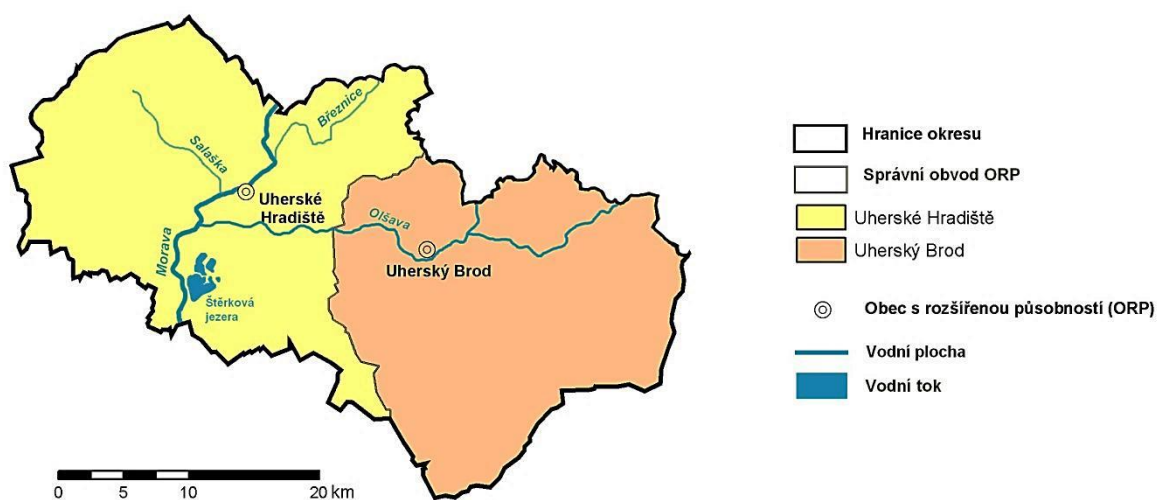 Březnice
Salaška
Uherské
Hradiště
Olšava
Morava
Uherský Brod
Štěrková
jezera
0 5 10 20 km
Hranice okresu
Správní obvod ORP
Uherské Hradiště
Uherský Brod
Obec s rozšířenou působností (ORP)
Vodní plocha
Vodní tok